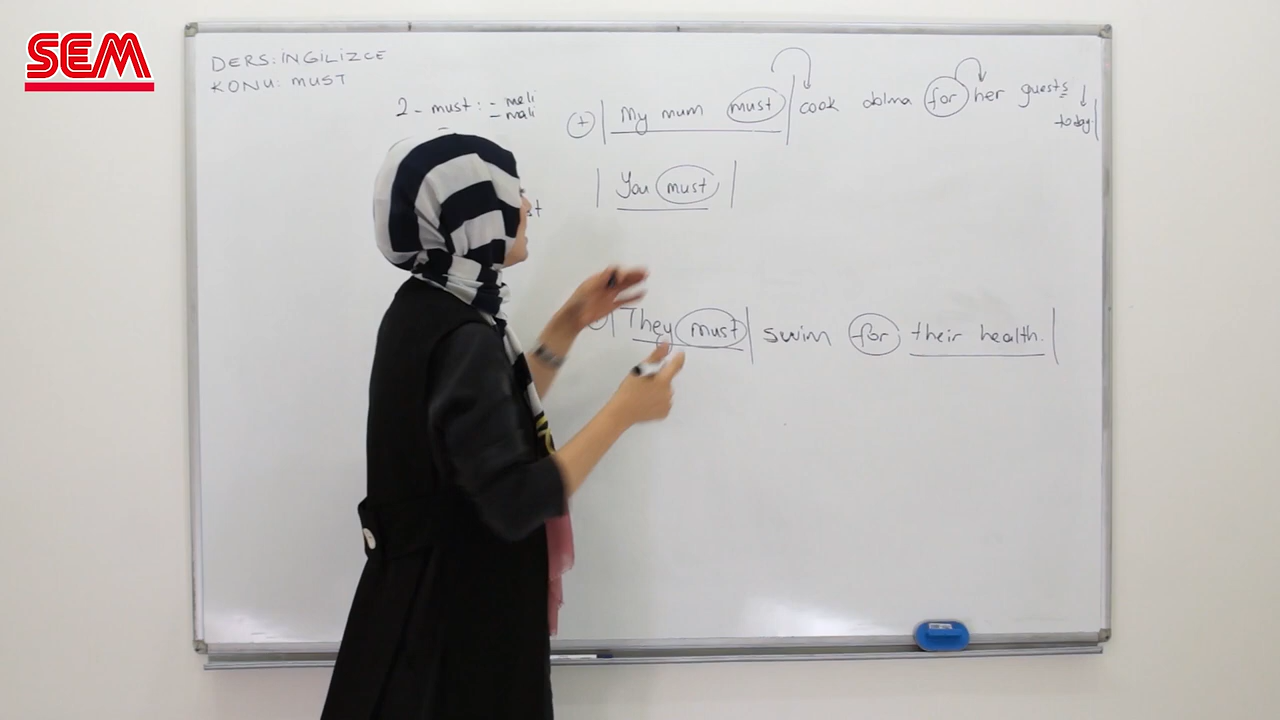 SEM
DERS: İNGİLİZCE
KONU: MUST
2 - must: - meli
- malı
(+) My mum must cook dolma for her guests
today
You must
They must swim for their health.